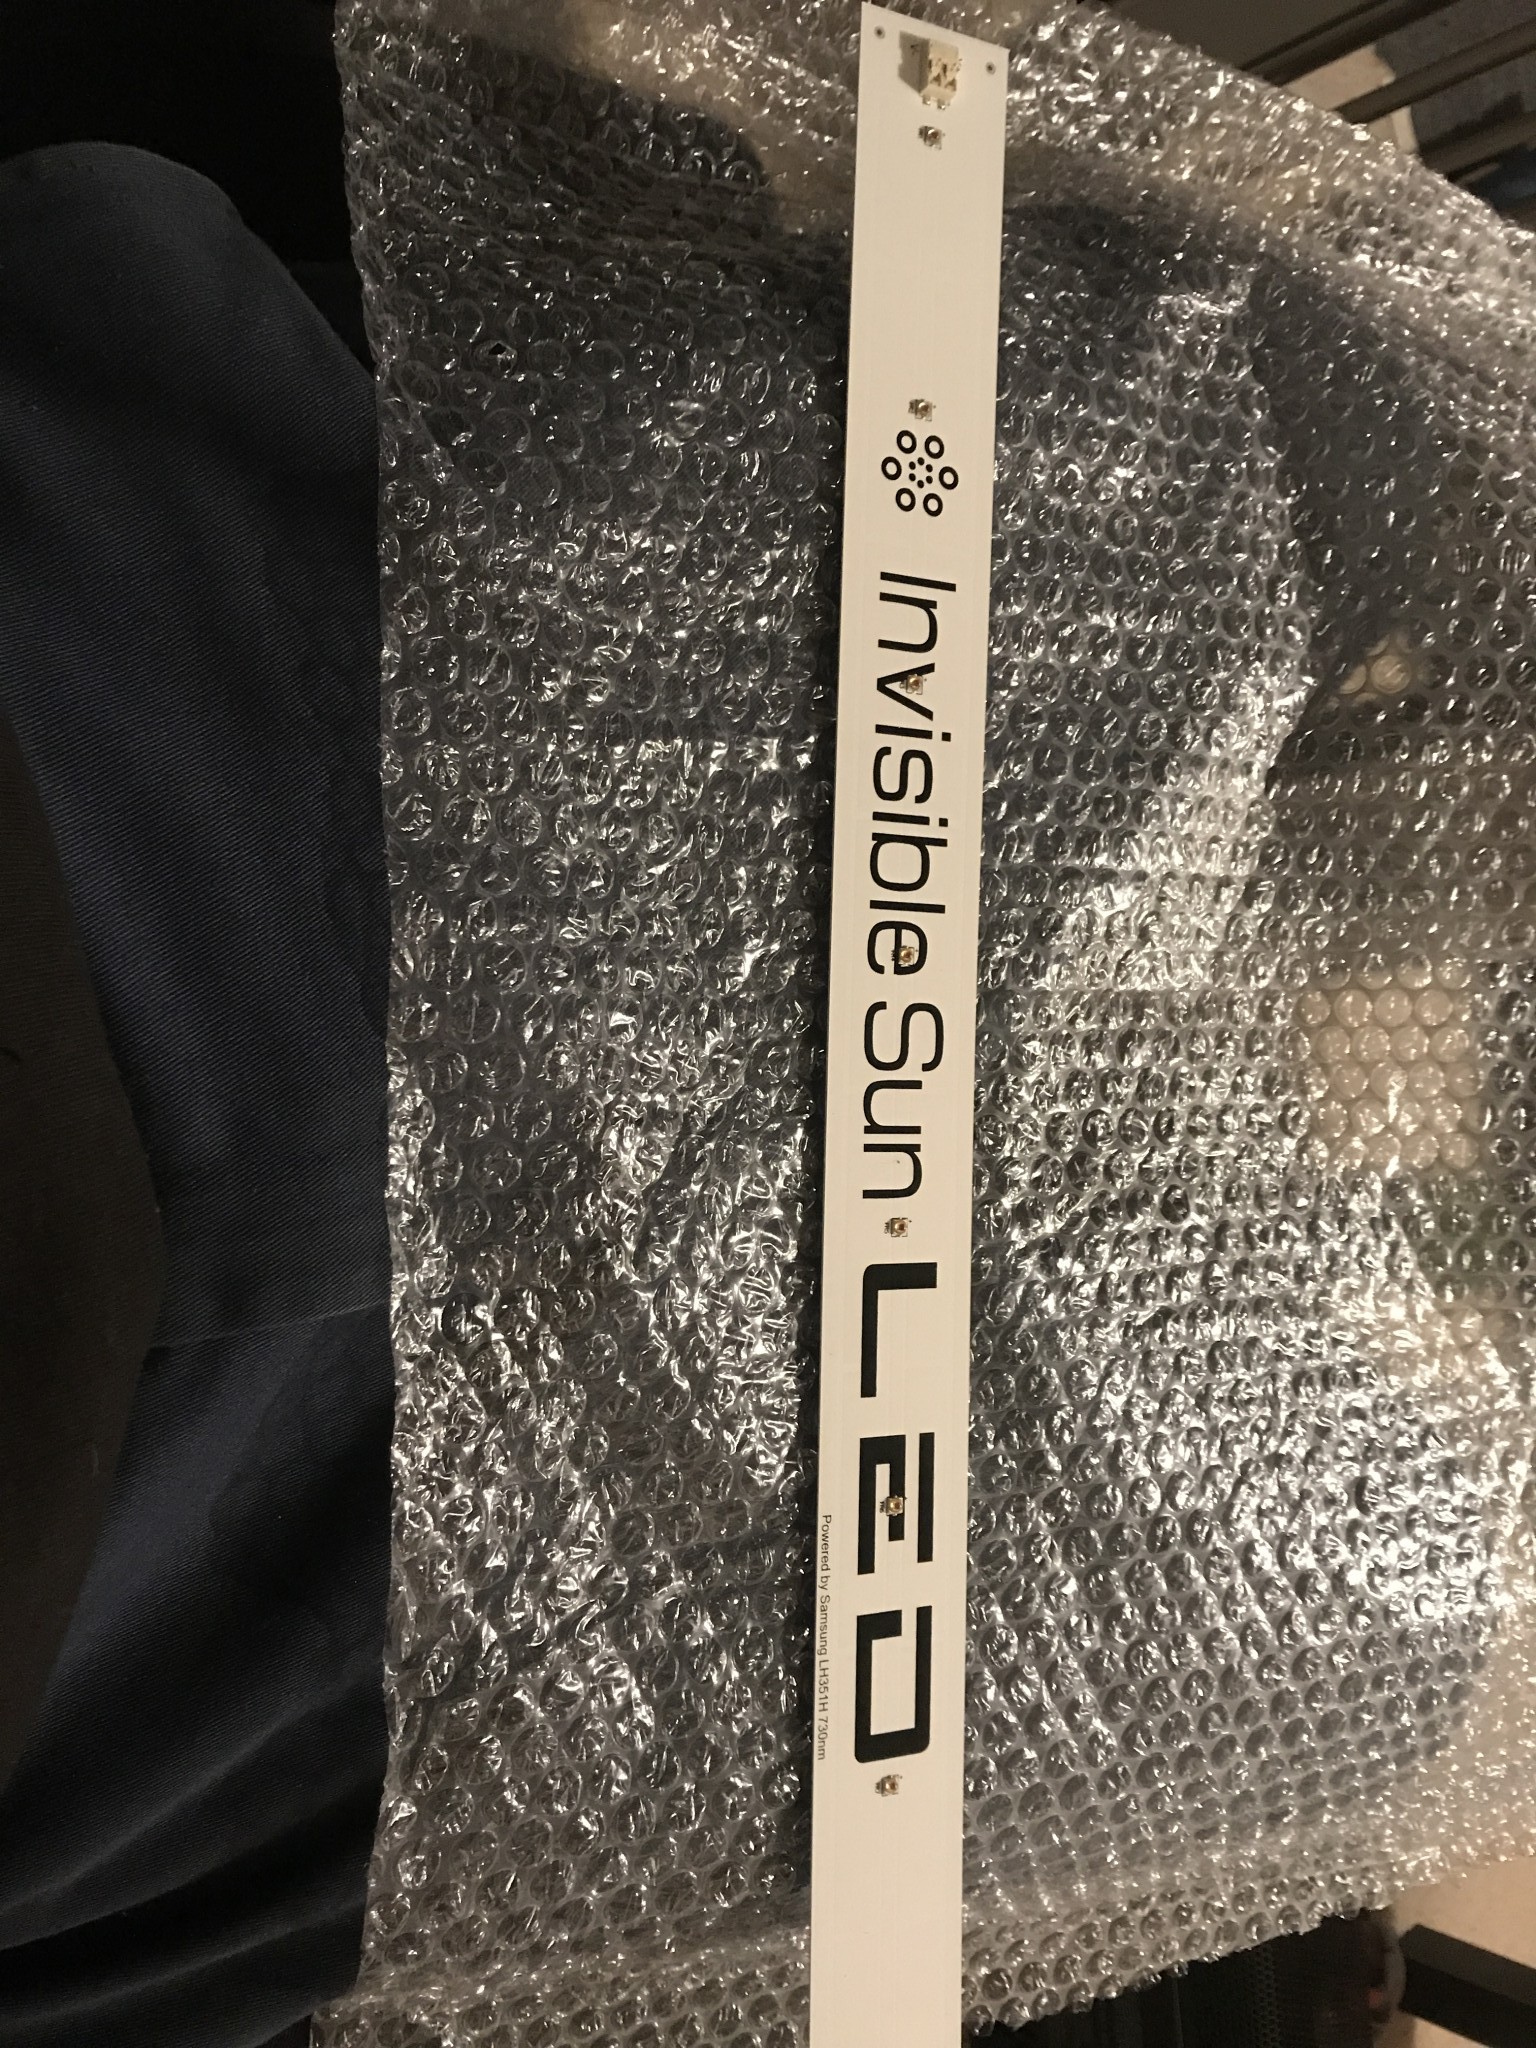 Invisible Sun LED
Powered by Samsung LH351H 730nm